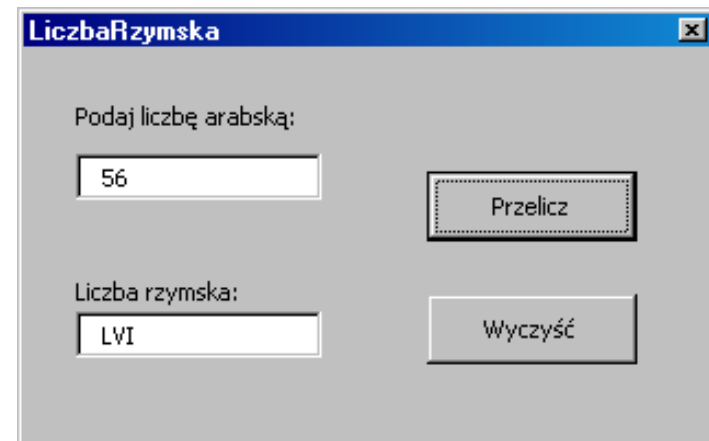 LiczbaRzymska
Podaj liczbę arabską:
56
Przelicz
Liczba rzymska:
LVI
Wyczyść